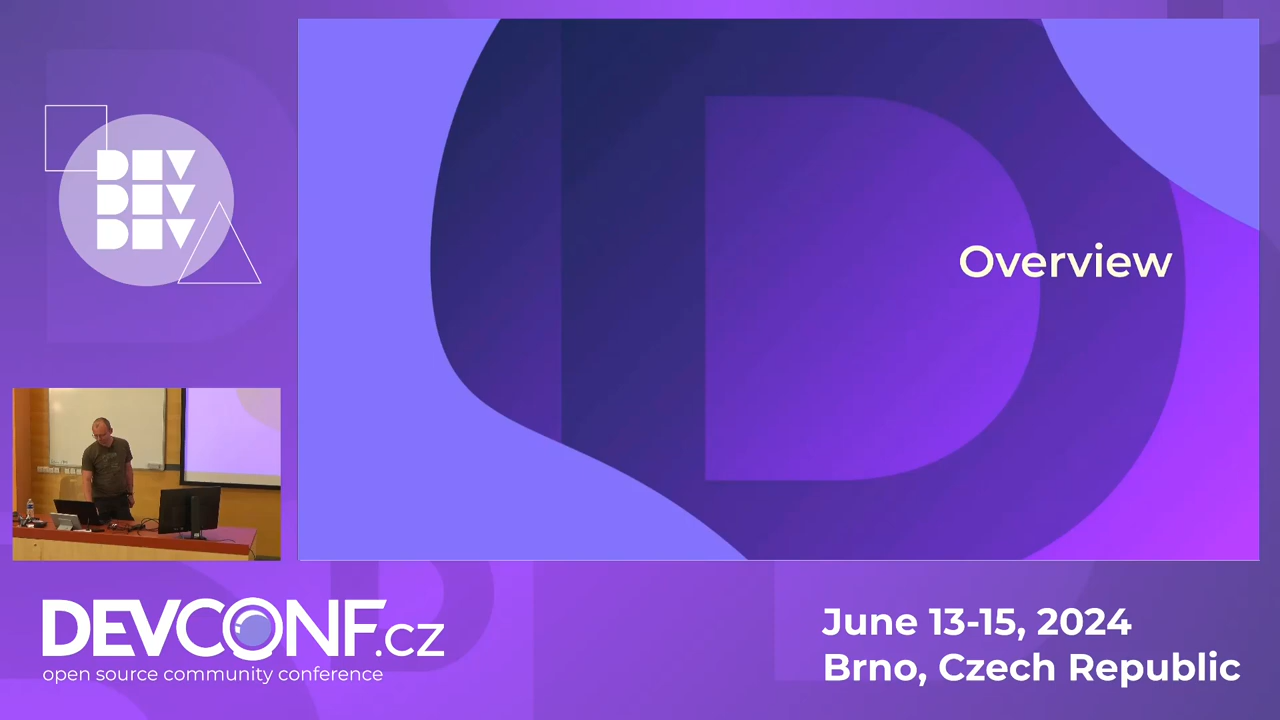 DEV
DEV
DEV
Overview
DEVCONF.cz
open source community conference
June 13-15, 2024
Brno, Czech Republic